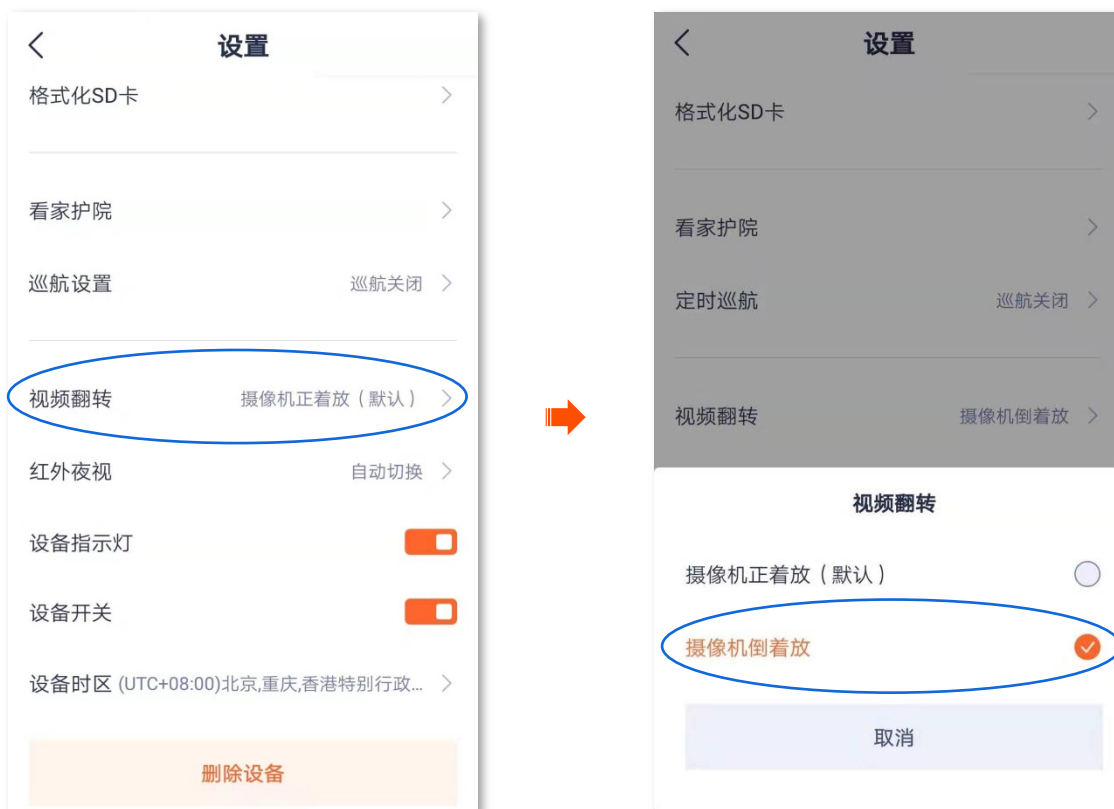 设置
格式化SD卡
看家护院
巡航设置 巡航关闭
视频翻转 摄像机正着放（默认）
红外夜视 自动切换
设备指示灯
设备开关
设备时区 (UTC+08:00)北京,重庆,香港特别行政...
删除设备
设置
格式化SD卡
看家护院
定时巡航 巡航关闭
视频翻转 摄像机倒着放
视频翻转
摄像机正着放（默认）
摄像机倒着放
取消